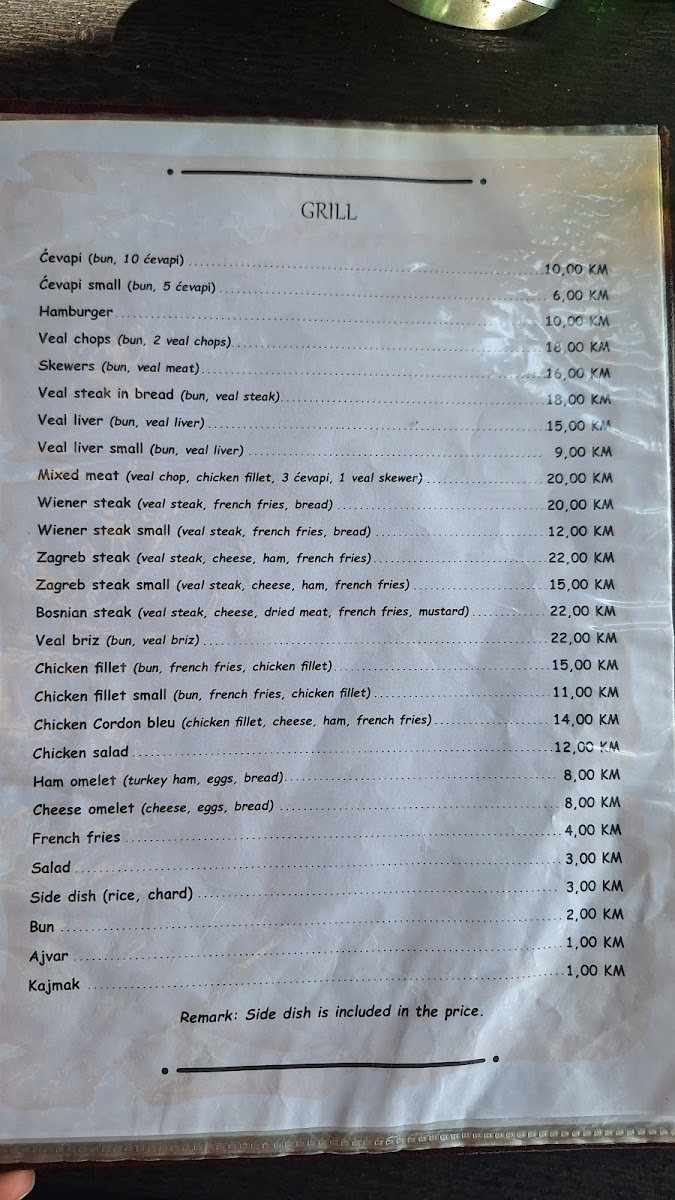 GRILL
Ćevapi (bun, 10 ćevapi) 10,00 KM
Ćevapi small (bun, 5 ćevapi) 6,00 KM
Hamburger 10,00 KM
Veal chops (bun, 2 veal chops) 18,00 KM
Skewers (bun, veal meat) 16,00 KM
Veal steak in bread (bun, veal steak) 18,00 KM
Veal liver (bun, veal liver) 15,00 KM
Veal liver small (bun, veal liver) 9,00 KM
Mixed meat (veal chop, chicken fillet, 3 ćevapi, 1 veal skewer) 20,00 KM
Wiener steak (veal steak, french fries, bread) 20,00 KM
Wiener steak small (veal steak, french fries, bread) 12,00 KM
Zagreb steak (veal steak, cheese, ham, french fries) 22,00 KM
Zagreb steak small (veal steak, cheese, ham, french fries) 15,00 KM
Bosnian steak (veal steak, cheese, dried meat, french fries, mustard) 22,00 KM
Veal briz (bun, veal briz) 22,00 KM
Chicken fillet (bun, french fries, chicken fillet) 15,00 KM
Chicken fillet small (bun, french fries, chicken fillet) 11,00 KM
Chicken Cordon bleu (chicken fillet, cheese, ham, french fries) 14,00 KM
Chicken salad 12,00 KM
Ham omelet (turkey ham, eggs, bread) 8,00 KM
Cheese omelet (cheese, eggs, bread) 8,00 KM
French fries 4,00 KM
Salad 3,00 KM
Side dish (rice, chard) 3,00 KM
Bun 2,00 KM
Ajvar 1,00 KM
Kajmak 1,00 KM
Remark: Side dish is included in the price.